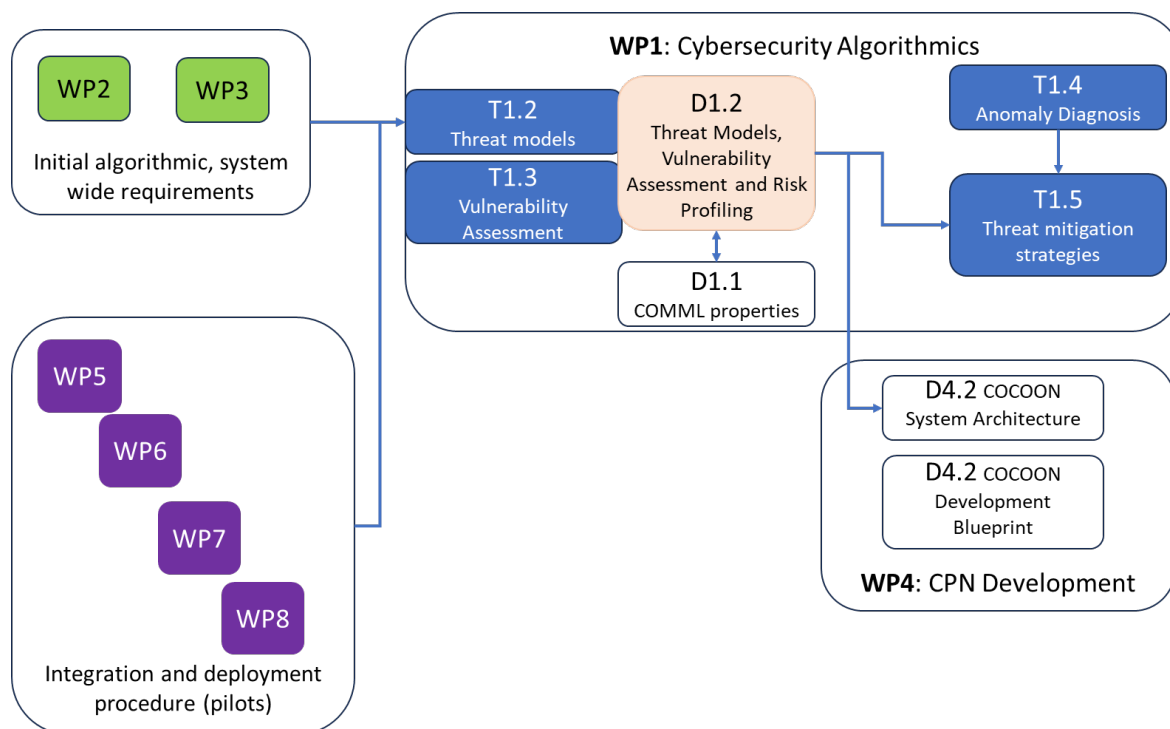 WP2
WP3
Initial algorithmic, system
wide requirements
WP5
WP6
WP7
WP8
Integration and deployment
procedure (pilots)
WP1: Cybersecurity Algorithmics
T1.2
Threat models
T1.3
Vulnerability
Assessment
D1.2
Threat Models,
Vulnerability
Assessment and Risk
Profiling
D1.1
COMML properties
T1.4
Anomaly Diagnosis
T1.5
Threat mitigation
strategies
D4.2 COCOON
System Architecture
D4.2 COCOON
Development
Blueprint
WP4: CPN Development